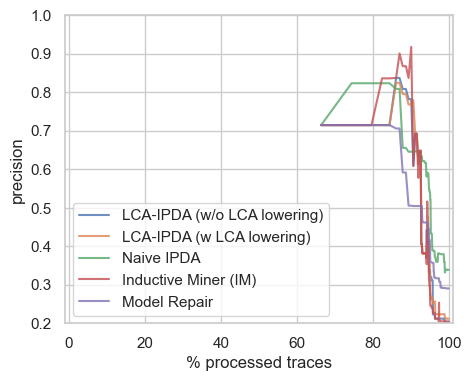 1.0
0.9
0.8
0.7
0.6
0.5
0.4
0.3
0.2
precision
LCA-IPDA (w/o LCA lowering)
LCA-IPDA (w LCA lowering)
Naive IPDA
Inductive Miner (IM)
Model Repair
0 20 40 60 80 100
% processed traces